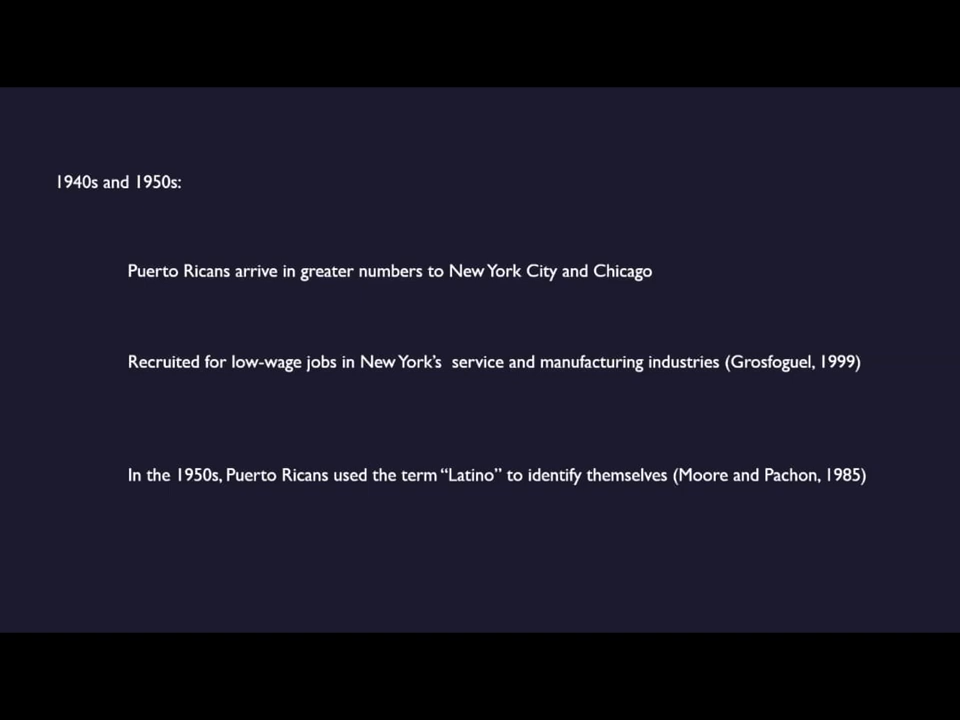 1940s and 1950s:
Puerto Ricans arrive in greater numbers to New York City and Chicago
Recruited for low-wage jobs in New York’s  service and manufacturing industries (Grosfoguel, 1999)
In the 1950s, Puerto Ricans used the term “Latino” to identify themselves (Moore and Pachon, 1985)